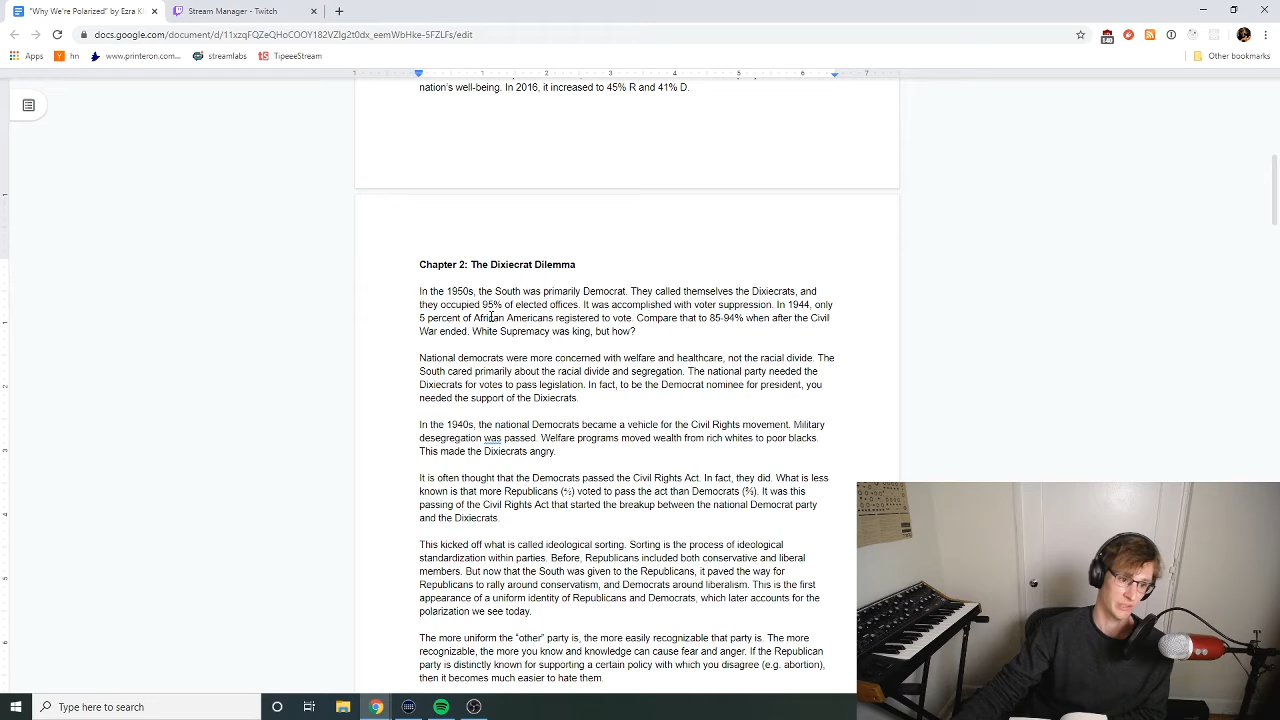 "Why We're Polarized" by Ezra Kl
Stream Manager - Twitch
docs.google.com/document/d/11xzqFQZeQHoCOOY182VZIg2t0dx_eemWbHke-5FZLFs/edit
140
Apps
hn
www.printeron.com...
streamlabs
TipeeeStream
Other bookmarks
1 1 2 3 4 5 6 7
nation's well-being. In 2016, it increased to 45% R and 41% D.
Chapter 2: The Dixiecrat Dilemma
In the 1950s, the South was primarily Democrat. They called themselves the Dixiecrats, and
they occupied 95% of elected offices. It was accomplished with voter suppression. In 1944, only
5 percent of African Americans registered to vote. Compare that to 85-94% when after the Civil
War ended. White Supremacy was king, but how?
National democrats were more concerned with welfare and healthcare, not the racial divide. The
South cared primarily about the racial divide and segregation. The national party needed the
Dixiecrats for votes to pass legislation. In fact, to be the Democrat nominee for president, you
needed the support of the Dixiecrats.
In the 1940s, the national Democrats became a vehicle for the Civil Rights movement. Military
desegregation was passed. Welfare programs moved wealth from rich whites to poor blacks.
This made the Dixiecrats angry.
It is often thought that the Democrats passed the Civil Rights Act. In fact, they did. What is less
known is that more Republicans voted to pass the act than Democrats. It was this
passing of the Civil Rights Act that started the breakup between the national Democrat party
and the Dixiecrats.
This kicked off what is called ideological sorting. Sorting is the process of ideological
standardization within parties. Before, Republicans included both conservative and liberal
members. But now that the South was given to the Republicans, it paved the way for
Republicans to rally around conservatism, and Democrats around liberalism. This is the first
appearance of a uniform identity of Republicans and Democrats, which later accounts for the
polarization we see today.
The more uniform the "other" party is, the more easily recognizable that party is. The more
recognizable, the more you know and knowledge can cause fear and anger. If the Republican
party is distinctly known for supporting a certain policy with which you disagree (e.g. abortion),
then it becomes much easier to hate them.
Type here to search